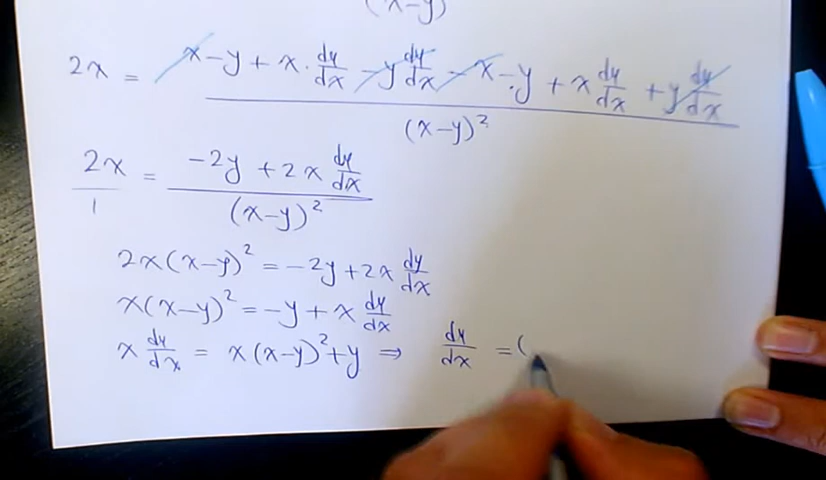 (x-y)
2x = x-y + x · dy/dx - y dy/dx - x - y + x dy/dx + y dy/dx
(x-y)²
2x/1 = -2y + 2x dy/dx
(x-y)²
2x(x-y)² = -2y + 2x dy/dx
x(x-y)² = -y + x dy/dx
x dy/dx = x(x-y)² + y ⇒ dy/dx = (